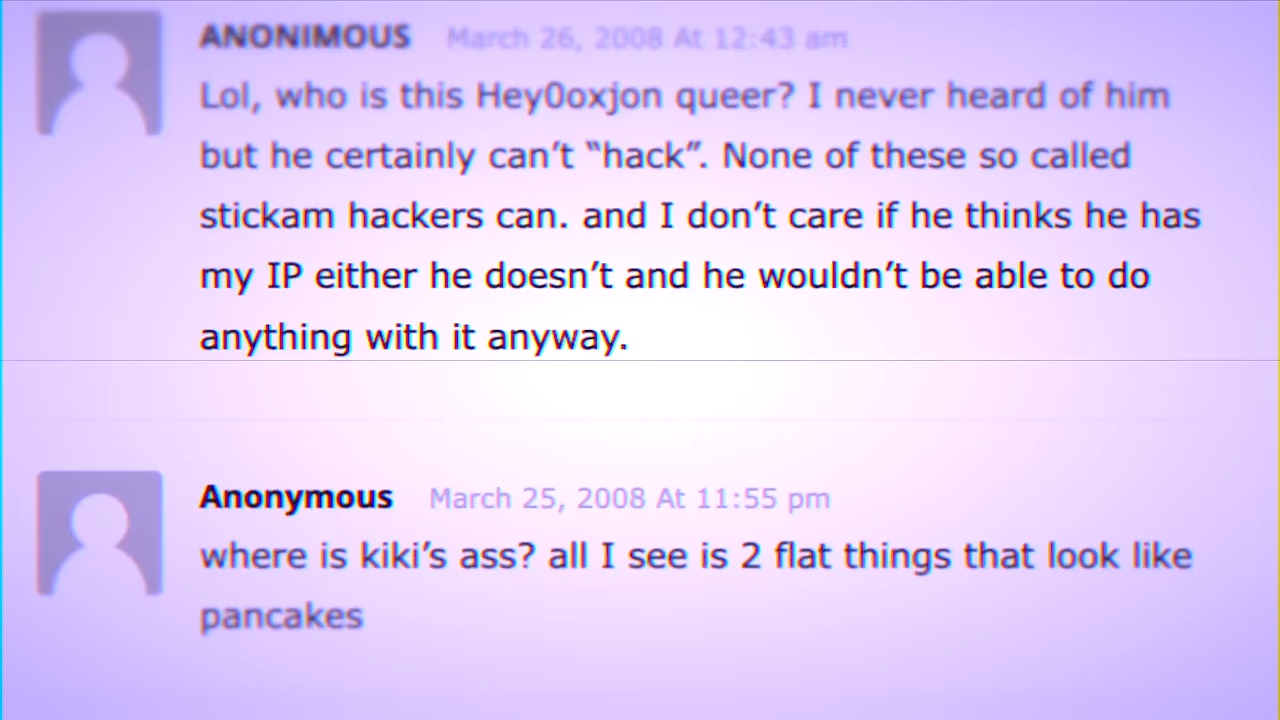 ANONIMOUS March 26, 2008 At 12:43 am
Lol, who is this Hey0oxjon queer? I never heard of him
but he certainly can’t “hack”. None of these so called
stickam hackers can. and I don’t care if he thinks he has
my IP either he doesn’t and he wouldn’t be able to do
anything with it anyway.
Anonymous March 25, 2008 At 11:55 pm
where is kiki’s ass? all I see is 2 flat things that look like
pancakes